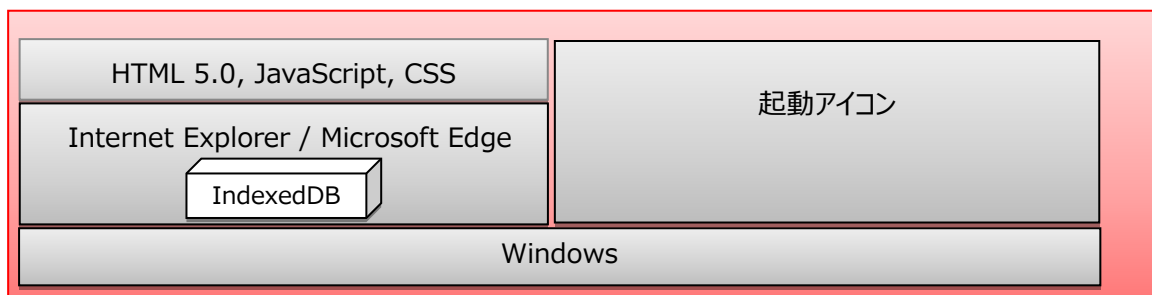 HTML 5.0, JavaScript, CSS
起動アイコン
Internet Explorer / Microsoft Edge
IndexedDB
Windows